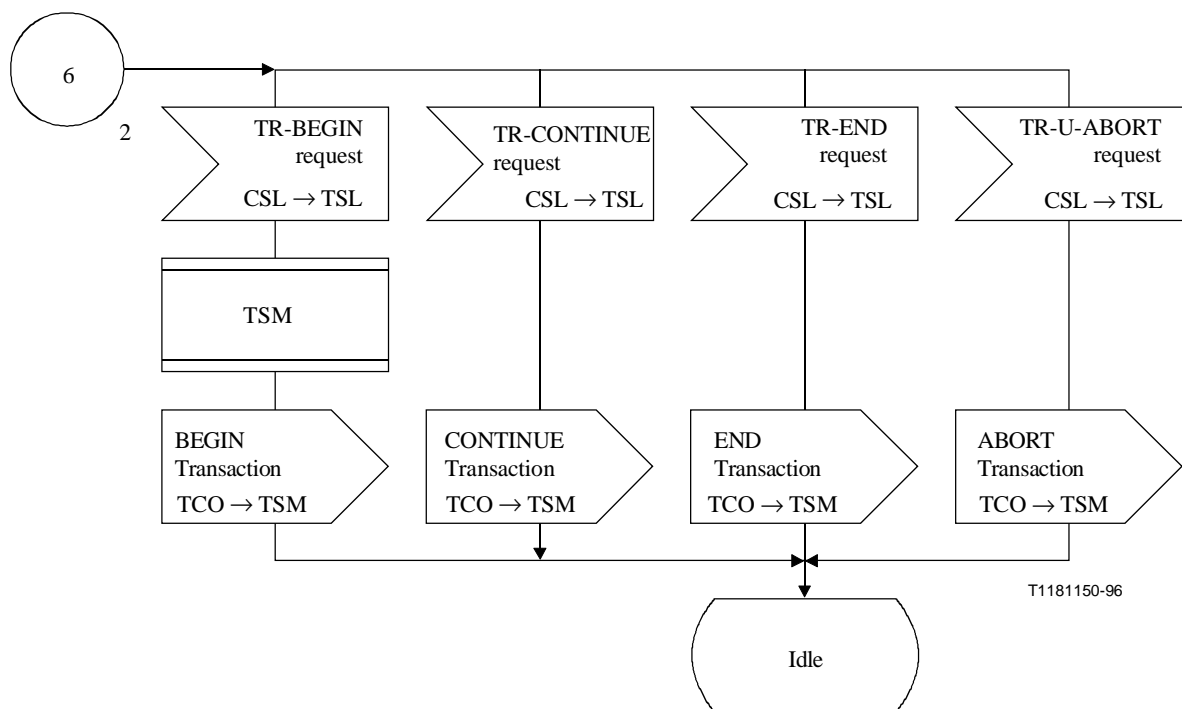 6
2
TR-BEGIN
request
CSL → TSL
TR-CONTINUE
request
CSL → TSL
TR-END
request
CSL → TSL
TR-U-ABORT
request
CSL → TSL
TSM
BEGIN
Transaction
TCO → TSM
CONTINUE
Transaction
TCO → TSM
END
Transaction
TCO → TSM
ABORT
Transaction
TCO → TSM
T1181150-96
Idle